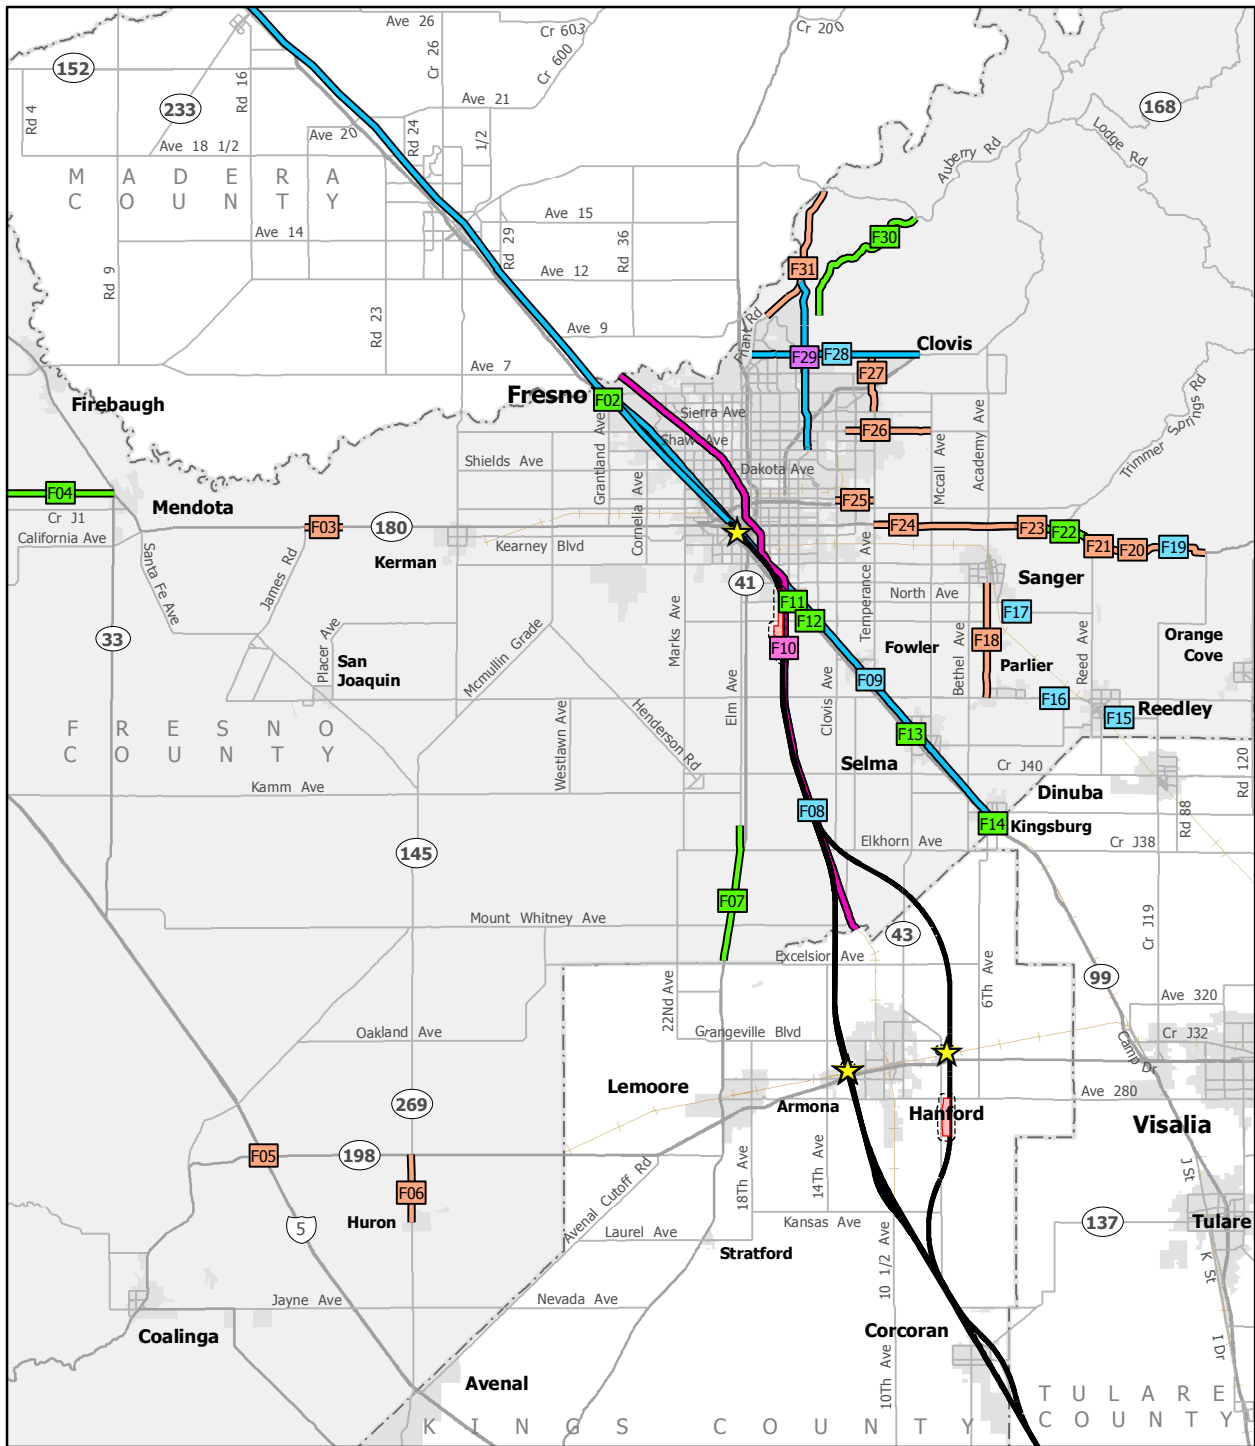 Ave 26
Cr 603
Cr 200
Cr 26
Cr 600
152
Rd 16
233
Rd 4
Ave 21
168
Ave 20
Rd 24
1/2
Ave 18 1/2
Lodge Rd
Auberry Rd
MADERA
COUNTY
Ave 15
Ave 14
Rd 29
Rd 36
F30
Rd 9
Ave 12
F31
Rd 23
Ave 9
Friant Rd
Clovis
F29
F28
Ave 7
F27
Firebaugh
Fresno
F02
Sierra Ave
Trimmer Springs Rd
Shaw Ave
F26
Grantland Ave
Mccall Ave
Academy Ave
Shields Ave
Dakota Ave
F04
Mendota
Cornelia Ave
F25
Cr J1
F03
180
F24
F23
F22
California Ave
Kearney Blvd
F21
F20
F19
Santa Fe Ave
James Rd
Kerman
41
Temperance Ave
Sanger
North Ave
F11
F17
33
Marks Ave
F12
F18
Placer Ave
Mcmullin Grade
F10
Fowler
Bethel Ave
Parlier
Reed Ave
Orange
Cove
San
Joaquin
F09
Elm Ave
Clovis Ave
F16
F15
Reedley
FRESNO
COUNTY
Westlawn Ave
Henderson Rd
F13
Selma
Cr J40
Rd 120
Kamm Ave
Dinuba
F08
F14
Kingsburg
Rd 88
145
Elkhorn Ave
Cr J38
F07
Mount Whitney Ave
43
Cr J19
Excelsior Ave
6Th Ave
99
22Nd Ave
Ave 320
Oakland Ave
Grangeville Blvd
Camp Dr
Cr J32
Lemoore
Ave 280
269
Armona
Hanford
Visalia
F05
198
18Th Ave
14Th Ave
J St
F06
Avenal Cutoff Rd
Huron
5
Kansas Ave
137
Tulare
Laurel Ave
Stratford
10 1/2 Ave
K St
Jayne Ave
Nevada Ave
Coalinga
Corcoran
I Dr
Avenal
10Th Ave
TULARE
COUNTY
KINGS COUNTY